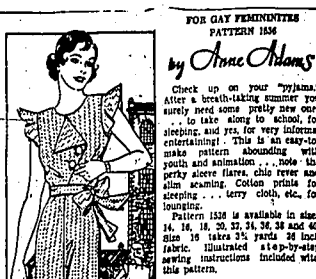 FOR GAY FEMININITES
PATTERN 1536
by Anne Adams
Check up on your "pyjama."
After a breath-taking summer yo
surely need some pretty new one
. . . to take along to school, fo
sleeping, and yes, for very informa
entertaining! . This is an easy-to
make pattern abounding wit
youth and animation . . . note the
perky sleeve flares, chic rever an
slim seaming. Cotton prints fo
sleeping . . . terry cloth, etc., fo
lounging.
Pattern 1536 is available in size
14, 16, 18, 20, 32, 34, 36, 38 and 40
Size 16 takes 3¾ yards 36 inc
fabric. Illustrated step-by-ste
sewing instructions included wit
this pattern.